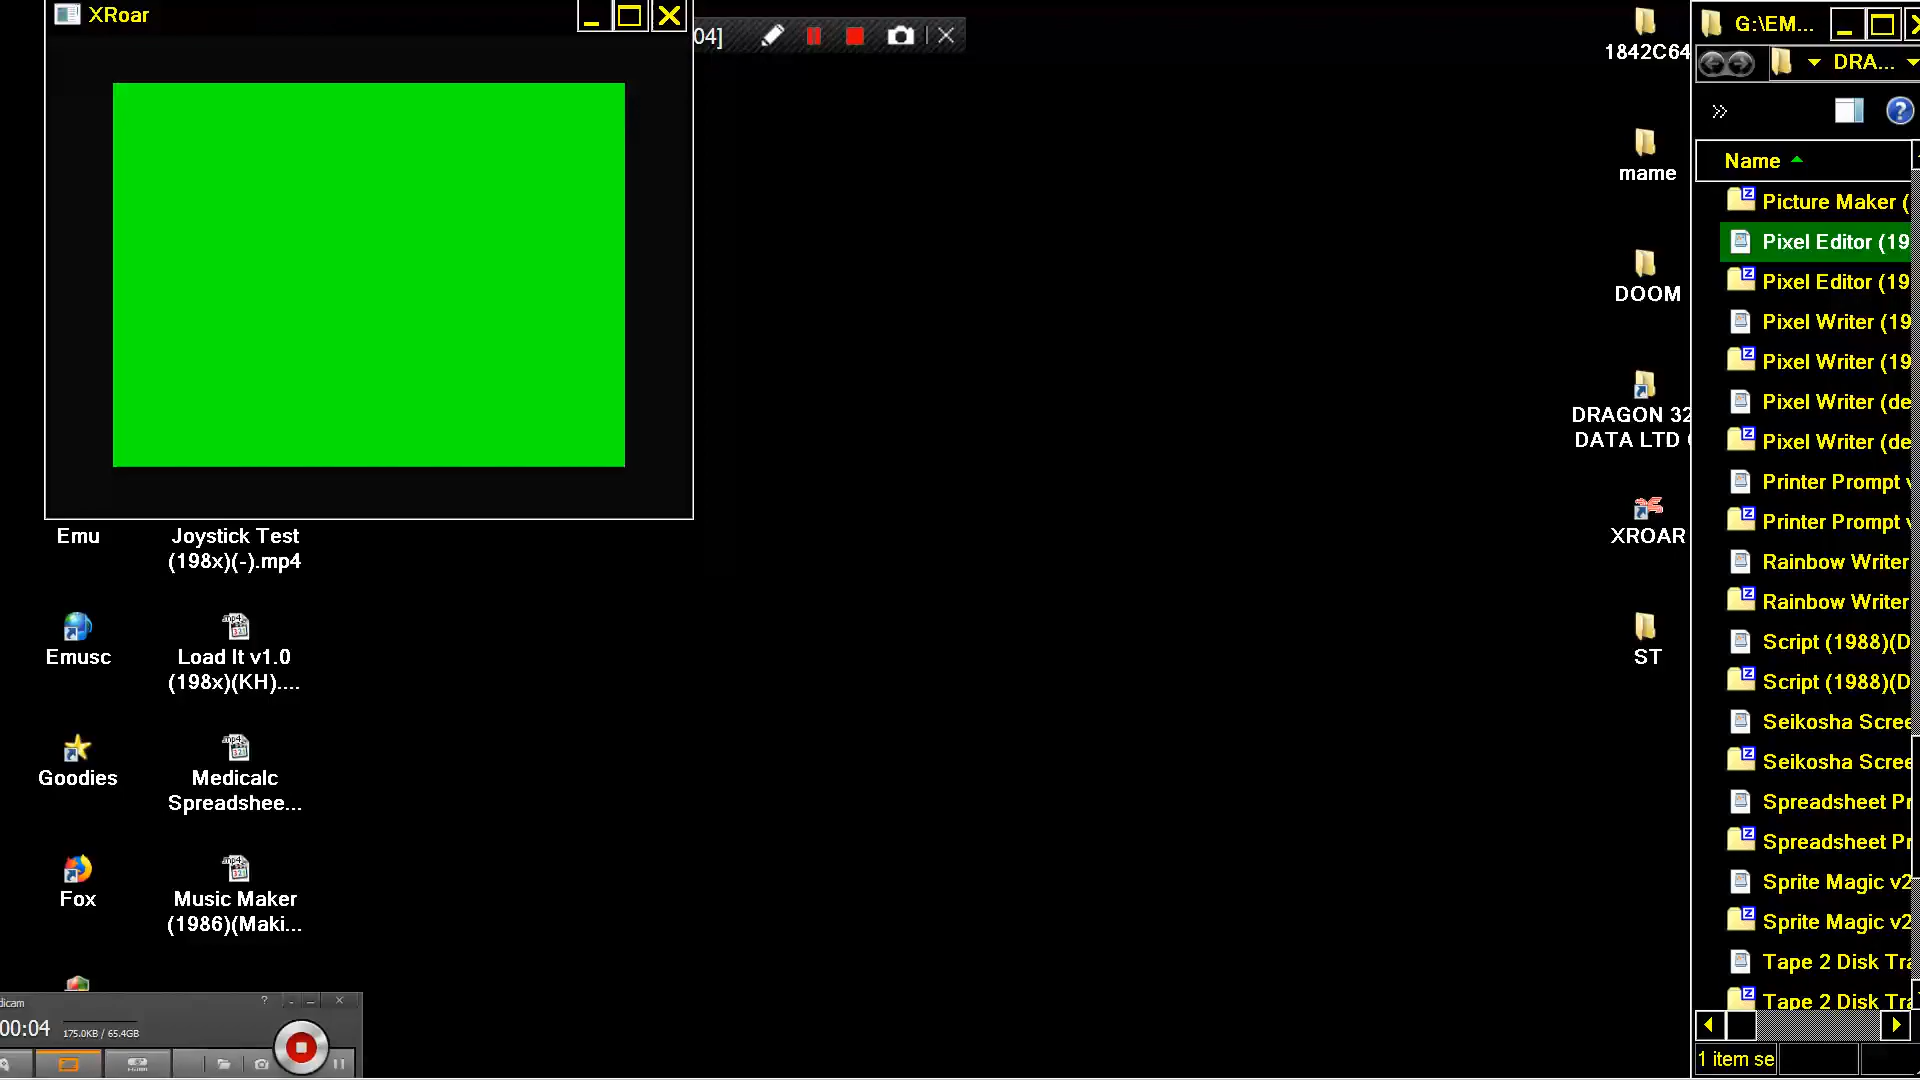 XRoar
04]
1842C64
mame
DOOM
DRAGON 32
DATA LTD
XROAR
ST
Emu
Joystick Test
(198x)(-).mp4
Emusc
Load It v1.0
(198x)(KH)....
Goodies
Medicalc
Spreadshee...
Fox
Music Maker
(1986)(Maki...
dicam
00:04
175.0KB / 65.4GB
G:\EM...
DRA...
Name
Picture Maker (
Pixel Editor (19
Pixel Editor (19
Pixel Writer (19
Pixel Writer (19
Pixel Writer (de
Pixel Writer (de
Printer Prompt v
Printer Prompt v
Rainbow Writer
Rainbow Writer
Script (1988)(D
Script (1988)(D
Seikosha Scree
Seikosha Scree
Spreadsheet Pr
Spreadsheet Pr
Sprite Magic v2
Sprite Magic v2
Tape 2 Disk Tra
Tape 2 Disk Tra
1 item se